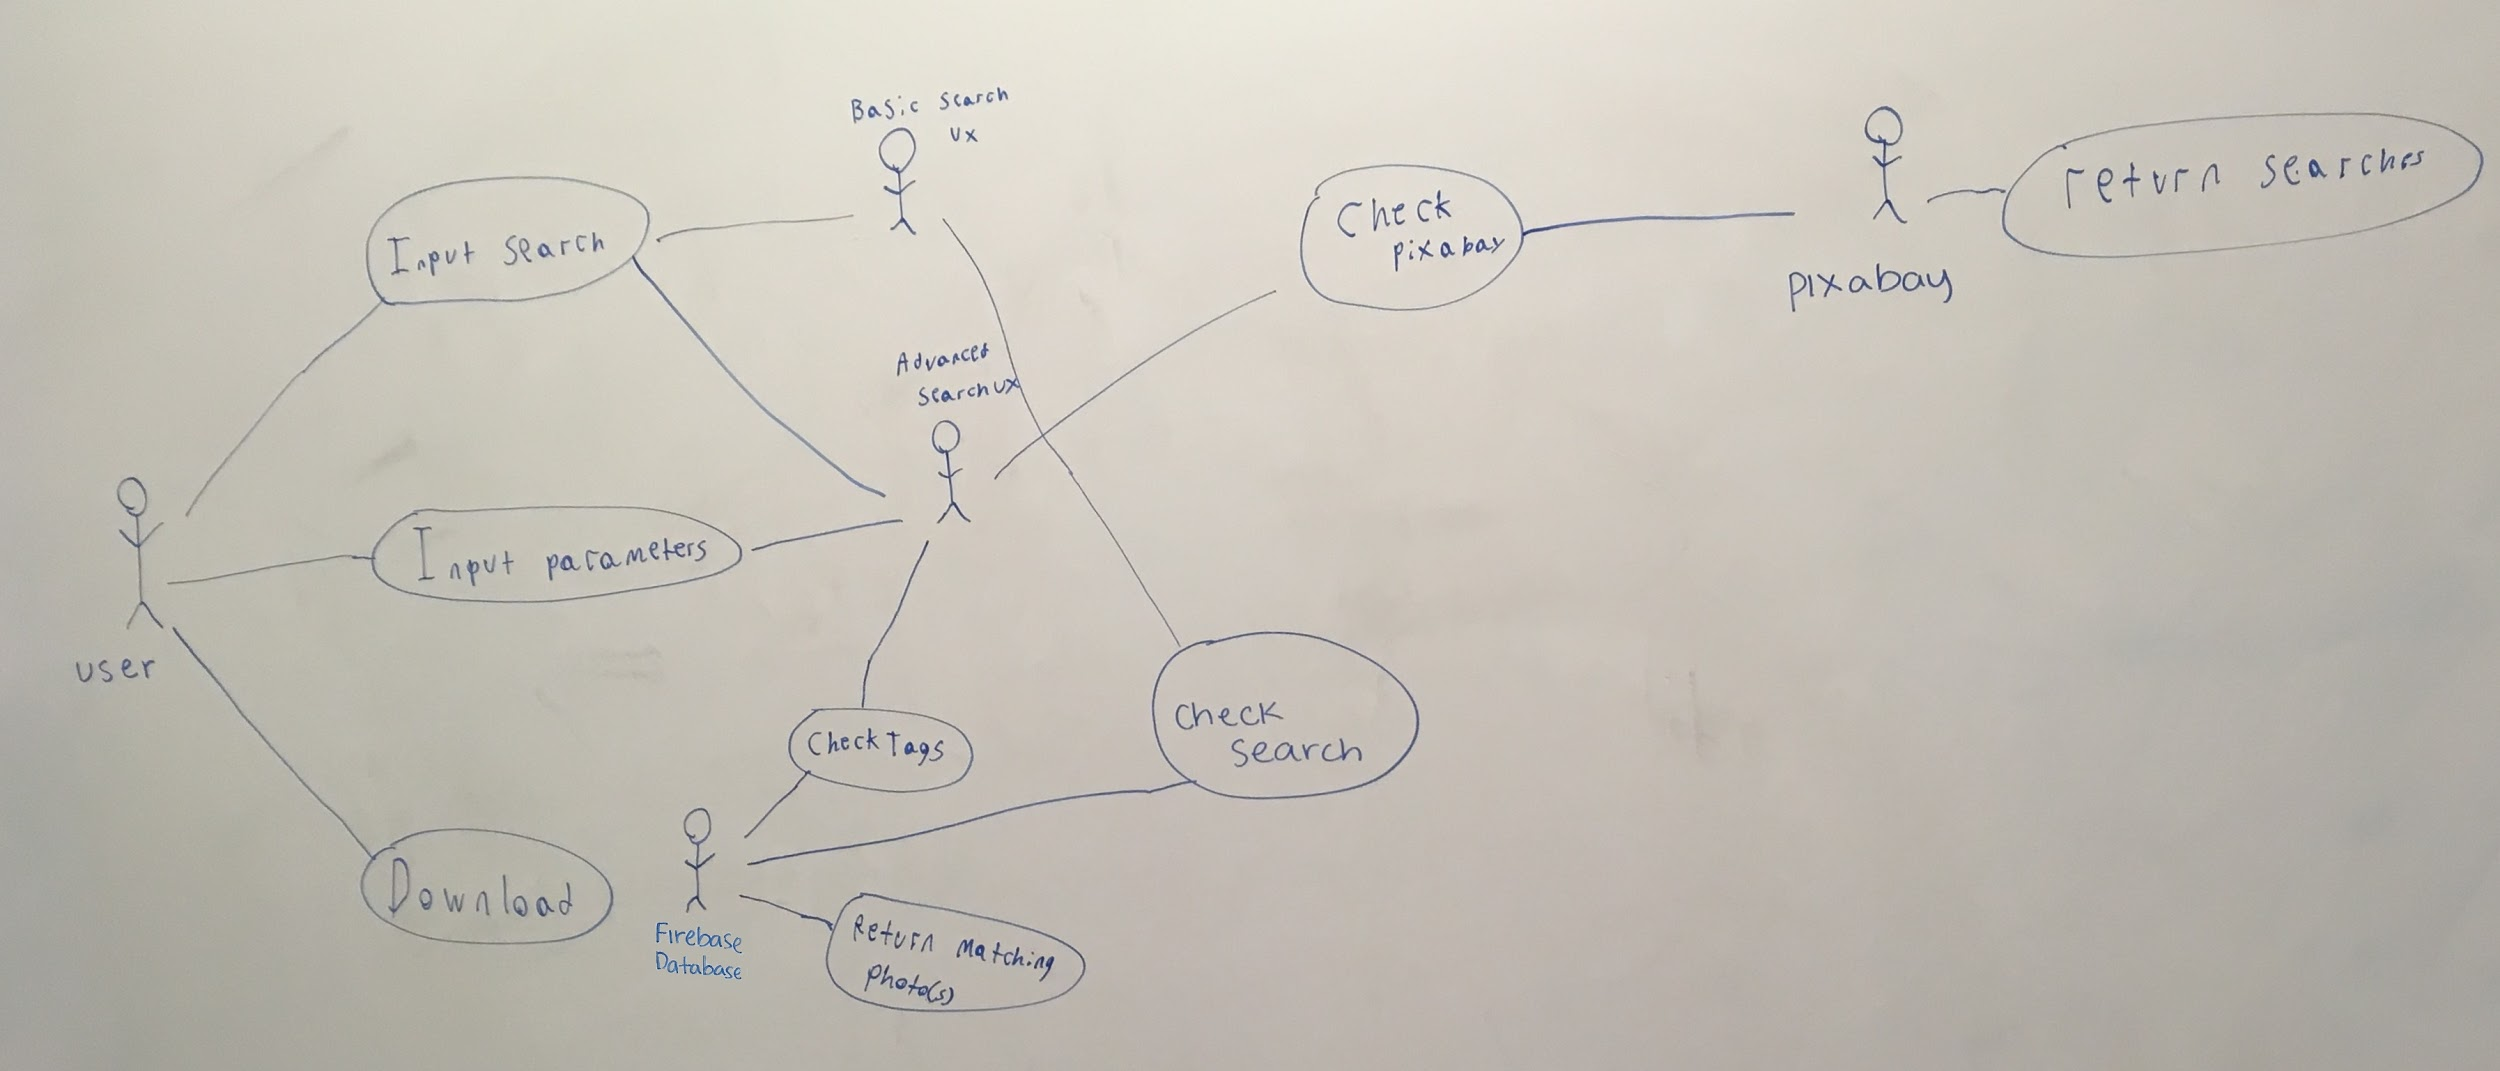 Basic search
UX
Input search
Check
pixabay
return searches
pixabay
Advanced
search UX
Input parameters
user
Check Tags
Check
search
Download
Firebase
Database
Return Matching
photo(s)